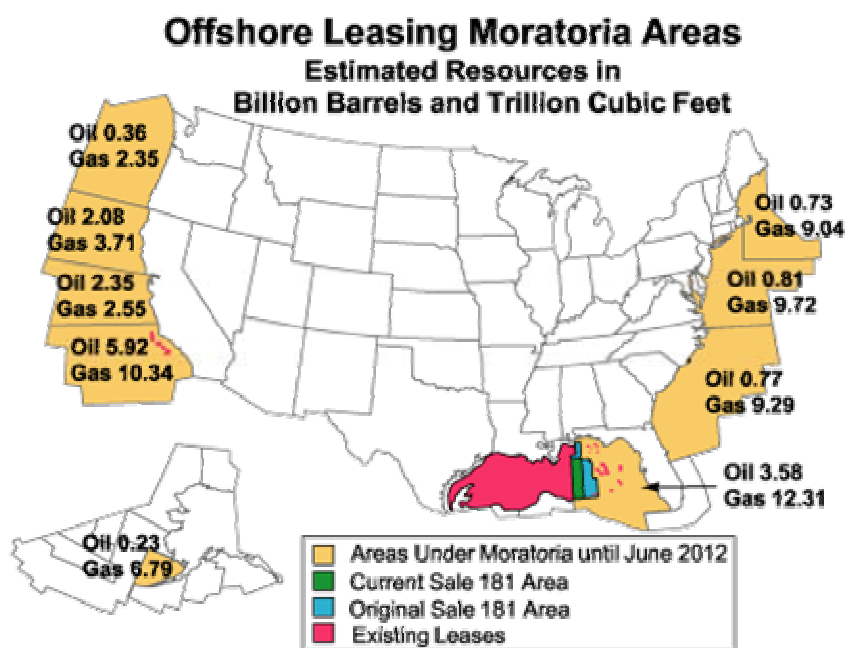 Offshore Leasing Moratoria Areas
Estimated Resources in
Billion Barrels and Trillion Cubic Feet
Oil 0.36
Gas 2.35
Oil 2.08
Gas 3.71
Oil 2.35
Gas 2.55
Oil 5.92
Gas 10.34
Oil 0.73
Gas 9.04
Oil 0.81
Gas 9.72
Oil 0.77
Gas 9.29
Oil 3.58
Gas 12.31
Oil 0.23
Gas 6.79
Areas Under Moratoria until June 2012
Current Sale 181 Area
Original Sale 181 Area
Existing Leases